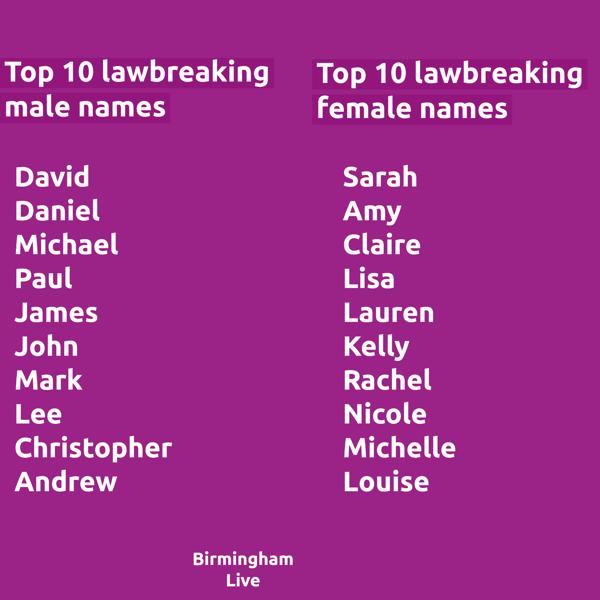 Top 10 lawbreaking
male names
David
Daniel
Michael
Paul
James
John
Mark
Lee
Christopher
Andrew
Top 10 lawbreaking
female names
Sarah
Amy
Claire
Lisa
Lauren
Kelly
Rachel
Nicole
Michelle
Louise
Birmingham
Live